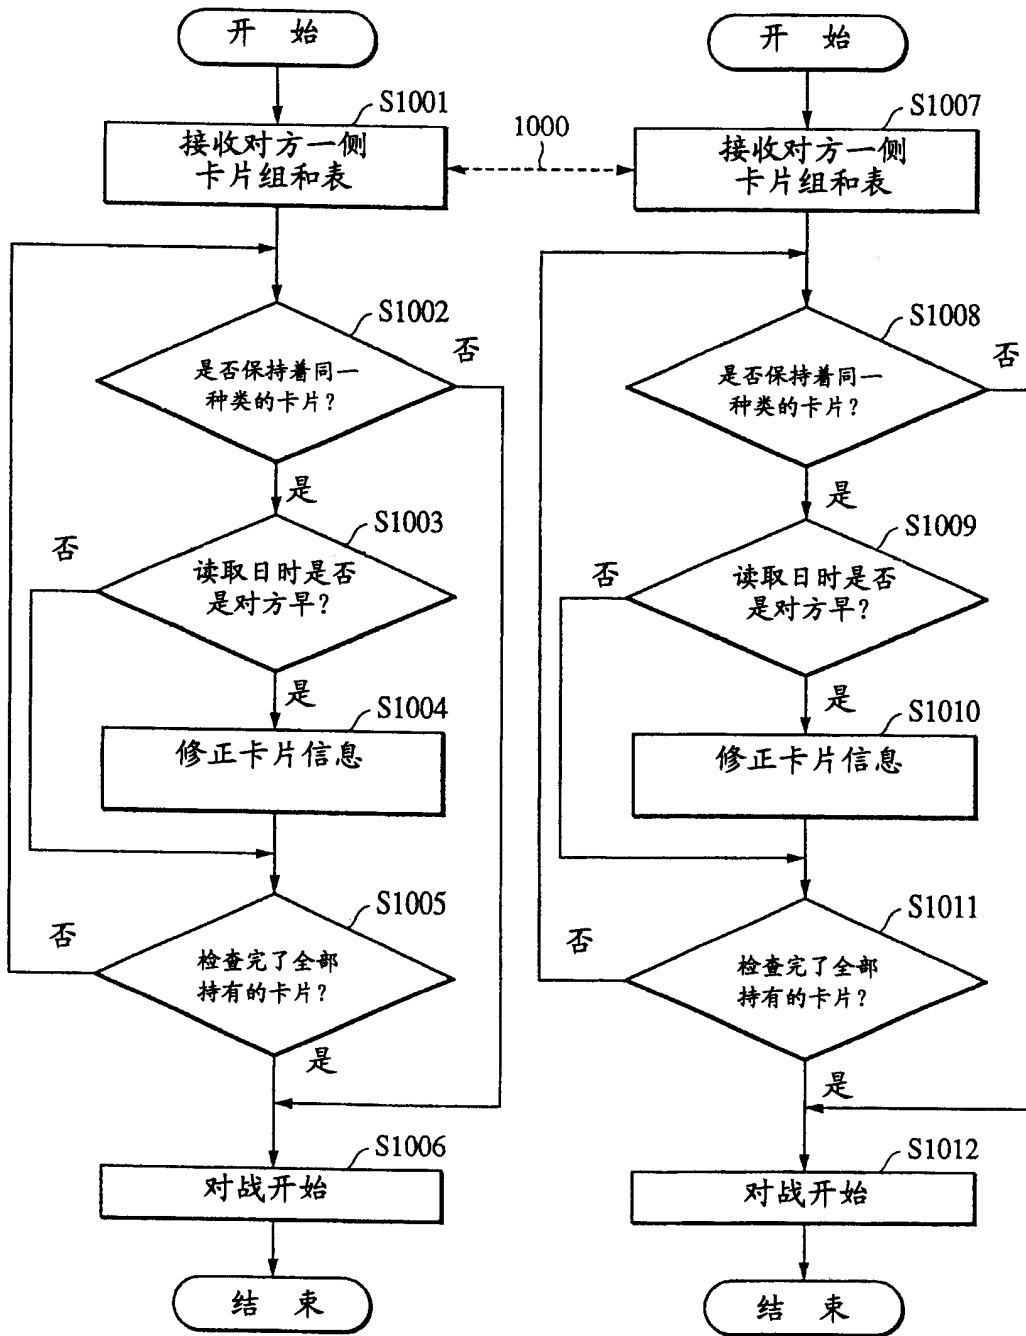 开 始
S1001
接收对方一侧
卡片组和表
S1002
是否保持着同一
种类的卡片？
否
是
S1003
读取日时是否
是对方早？
否
是
S1004
修正卡片信息
S1005
检查完了全部
持有的卡片？
否
是
S1006
对战开始
结 束
1000
开 始
S1007
接收对方一侧
卡片组和表
S1008
是否保持着同一
种类的卡片？
否
是
S1009
读取日时是否
是对方早？
否
是
S1010
修正卡片信息
S1011
检查完了全部
持有的卡片？
否
是
S1012
对战开始
结 束